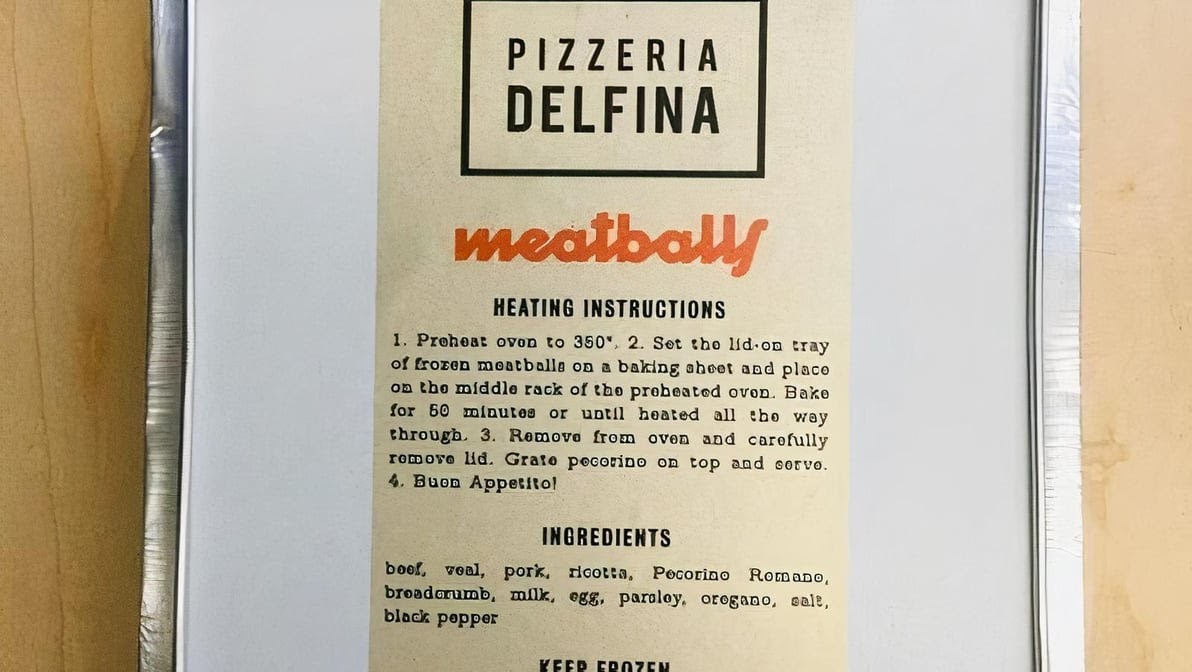 PIZZERIA
DELFINA
meatballs
HEATING INSTRUCTIONS
1. Preheat oven to 350°. 2. Set the lid-on tray
of frozen meatballs on a baking sheet and place
on the middle rack of the preheated oven. Bake
for minutes or until heated all the way
through. 3. Remove from oven and carefully
remove lid. Grate pecorino on top and serve.
4. Buon Appetito!
INGREDIENTS
beef, veal, pork, ricotta, Pecorino Romano,
breadcrumb, milk, egg, parsley, oregano, salt,
black pepper
KEEP FROZEN